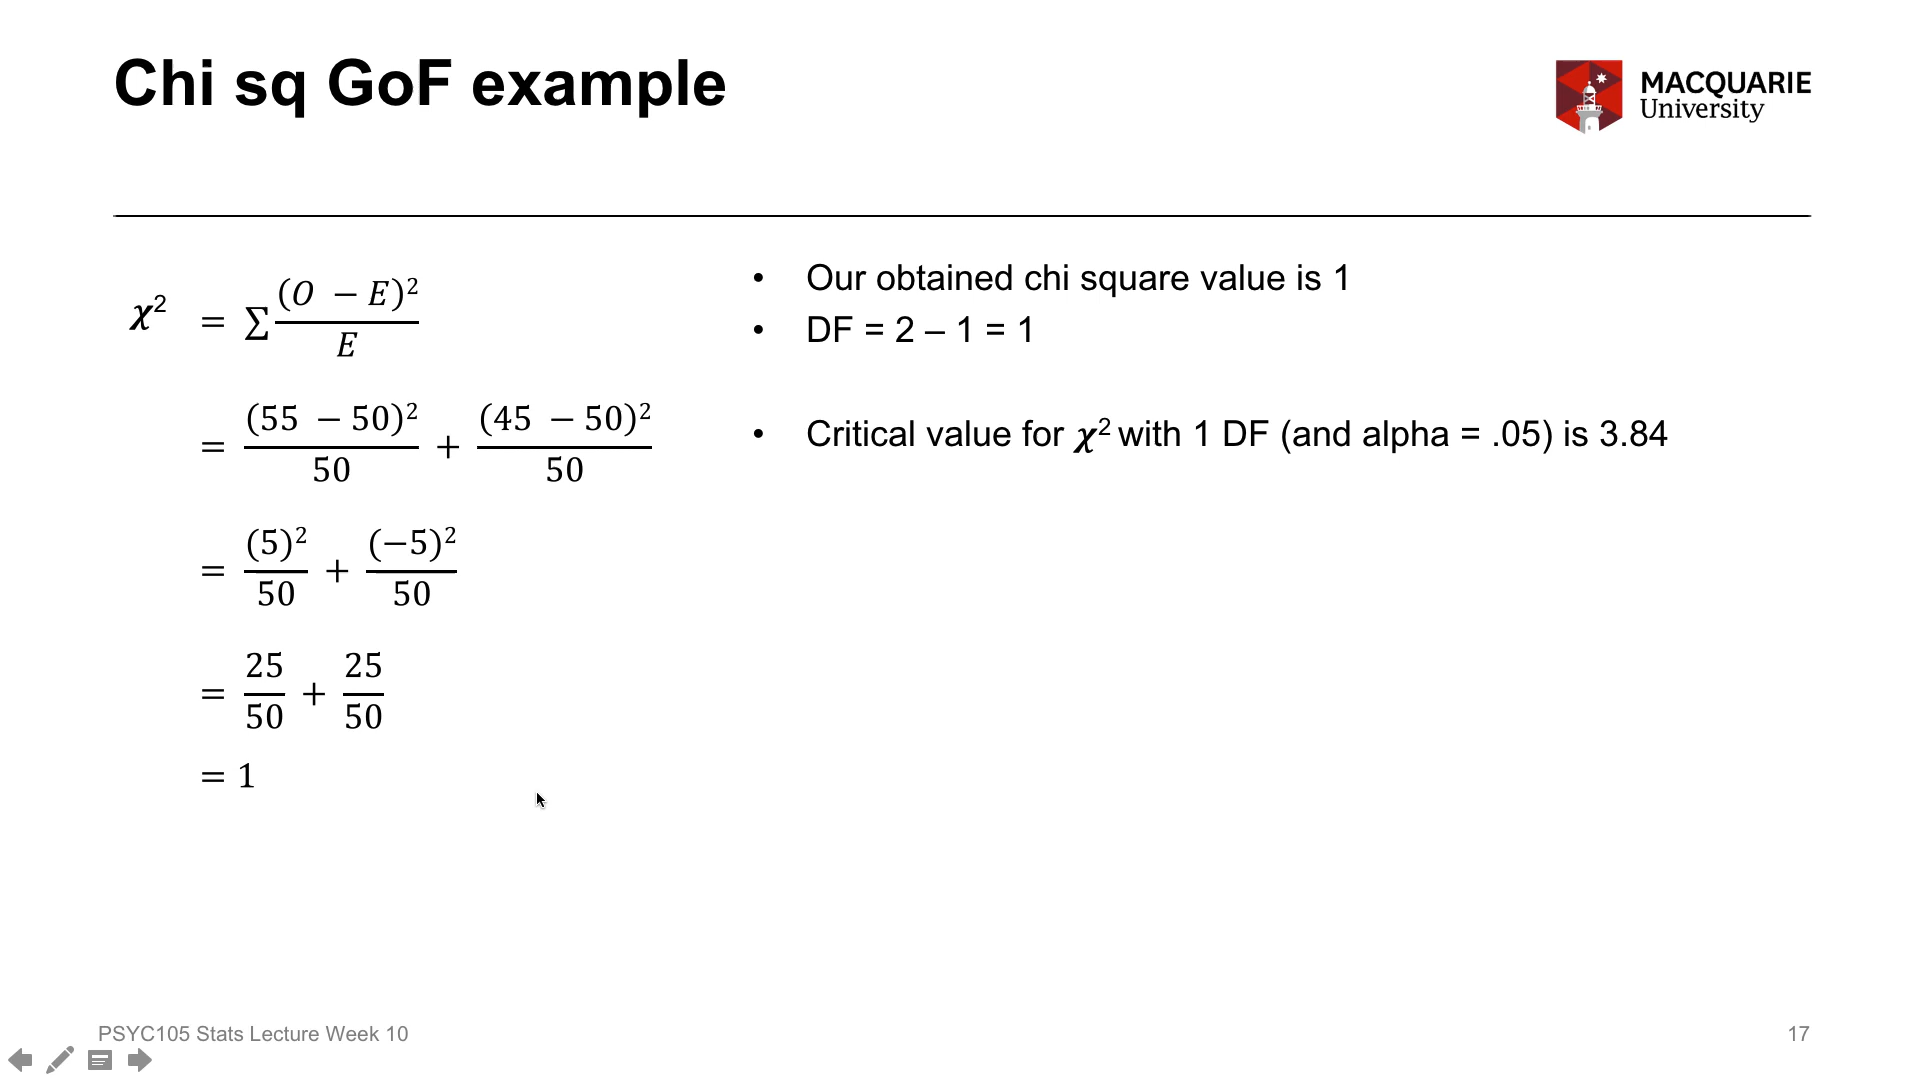 Chi sq GoF example
MACQUARIE
University
χ² = ∑ (O − E)² / E
= (55 − 50)² / 50 + (45 − 50)² / 50
= (5)² / 50 + (−5)² / 50
= 25 / 50 + 25 / 50
= 1
• Our obtained chi square value is 1
• DF = 2 – 1 = 1
• Critical value for χ² with 1 DF (and alpha = .05) is 3.84
PSYC105 Stats Lecture Week 10
17